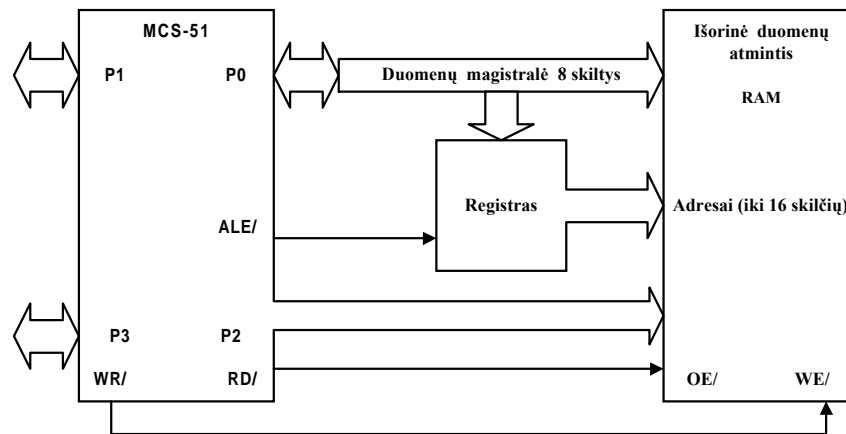 MCS-51
P1
P0
Duomenų magistralė 8 skiltys
Išorinė duomenų
atmintis
RAM
Registras
Adresai (iki 16 skilčių)
ALE/
P3
P2
WR/
RD/
OE/
WE/